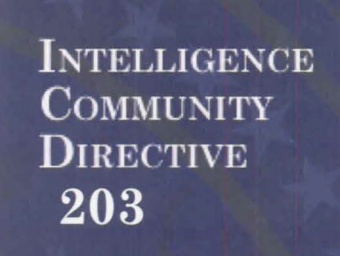 INTELLIGENCE
COMMUNITY
DIRECTIVE
203